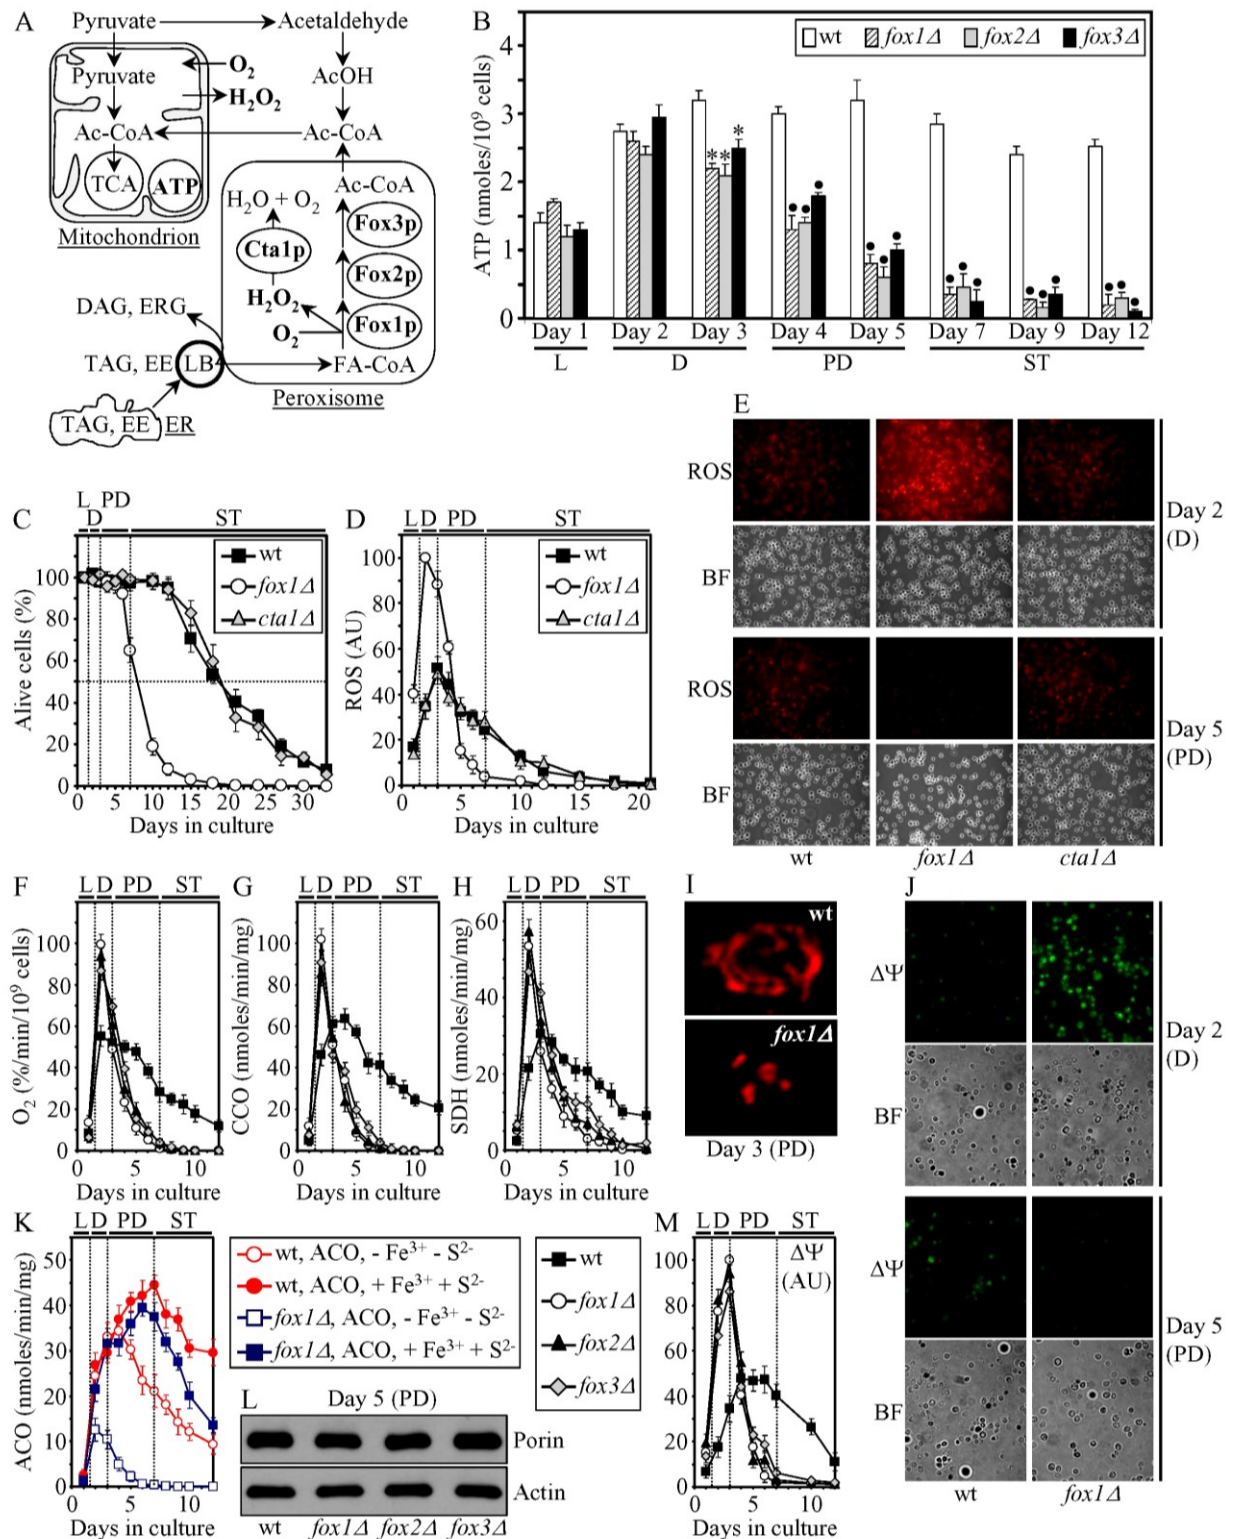 A
Pyruvate
Acetaldehyde
Pyruvate
O2
H2O2
AcOH
Ac-CoA
Ac-CoA
TCA
ATP
Mitochondrion
Ac-CoA
H2O + O2
Fox3p
Cta1p
Fox2p
H2O2
O2
Fox1p
FA-CoA
Peroxisome
DAG, ERG
TAG, EE
LB
TAG, EE
ER
B
wt fox1Δ fox2Δ fox3Δ
ATP (nmoles/10⁹ cells)
4
3
2
1
0
** *
Day 1 Day 2 Day 3 Day 4 Day 5 Day 7 Day 9 Day 12
L D PD ST
C
L PD
D ST
Alive cells (%)
100
80
60
40
20
0
wt
fox1Δ
cta1Δ
0 5 10 15 20 25 30
Days in culture
D
L D PD ST
ROS (AU)
100
80
60
40
20
0
wt
fox1Δ
cta1Δ
0 5 10 15 20
Days in culture
E
ROS
BF
Day 2
(D)
ROS
BF
Day 5
(PD)
wt fox1Δ cta1Δ
F
L D PD ST
O2 (%/min/10⁹ cells)
100
80
60
40
20
0
0 5 10
Days in culture
G
L D PD ST
CCO (nmoles/min/mg)
100
80
60
40
20
0
0 5 10
Days in culture
H
L D PD ST
SDH (nmoles/min/mg)
60
40
20
0
0 5 10
Days in culture
I
wt
fox1Δ
Day 3 (PD)
J
ΔΨ
BF
Day 2
(D)
ΔΨ
BF
Day 5
(PD)
wt fox1Δ
K
L D PD ST
ACO (nmoles/min/mg)
50
40
30
20
10
0
0 5 10
Days in culture
wt, ACO, - Fe³⁺ - S²⁻
wt, ACO, + Fe³⁺ + S²⁻
fox1Δ, ACO, - Fe³⁺ - S²⁻
fox1Δ, ACO, + Fe³⁺ + S²⁻
wt
fox1Δ
fox2Δ
fox3Δ
L
Day 5 (PD)
Porin
Actin
wt fox1Δ fox2Δ fox3Δ
M
L D PD ST
ΔΨ
(AU)
100
80
60
40
20
0
0 5 10
Days in culture